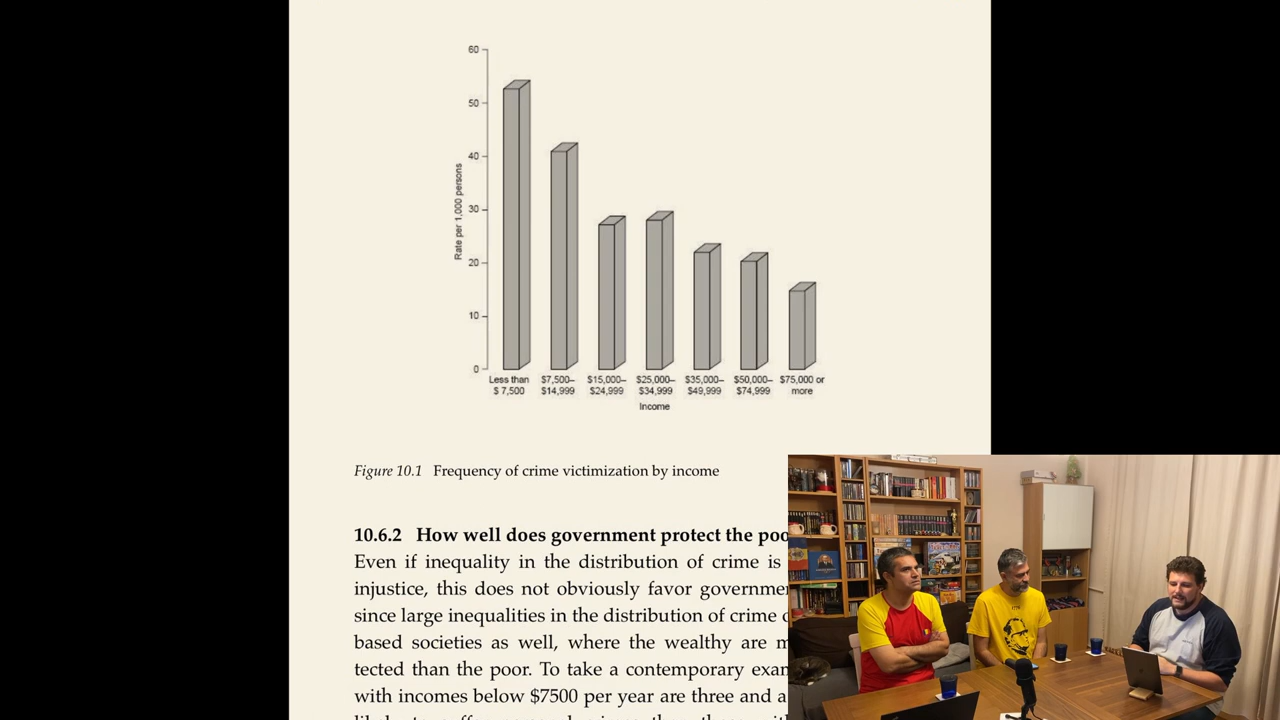 60
50
40
30
20
10
0
Rate per 1,000 persons
Less than $7,500–  $15,000– $25,000– $35,000– $50,000– $75,000 or
$ 7,500 $14,999 $24,999 $34,999 $49,999 $74,999 more
Income
Figure 10.1 Frequency of crime victimization by income
10.6.2 How well does government protect the poo
Even if inequality in the distribution of crime is
injustice, this does not obviously favor governme
since large inequalities in the distribution of crime
based societies as well, where the wealthy are m
tected than the poor. To take a contemporary exam
with incomes below $7500 per year are three and a